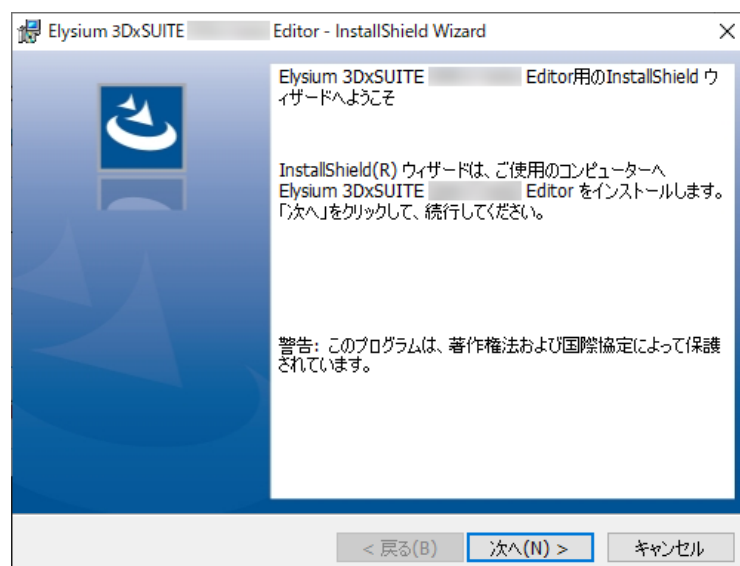 Elysium 3DxSUITE Editor - InstallShield Wizard
Elysium 3DxSUITE Editor用のInstallShield ウ
ィザードへようこそ
InstallShield(R) ウィザードは、ご使用のコンピューターへ
Elysium 3DxSUITE Editor をインストールします。
「次へ」をクリックして、続行してください。
警告: このプログラムは、著作権法および国際協定によって保護
されています。
< 戻る(B) 次へ(N) > キャンセル